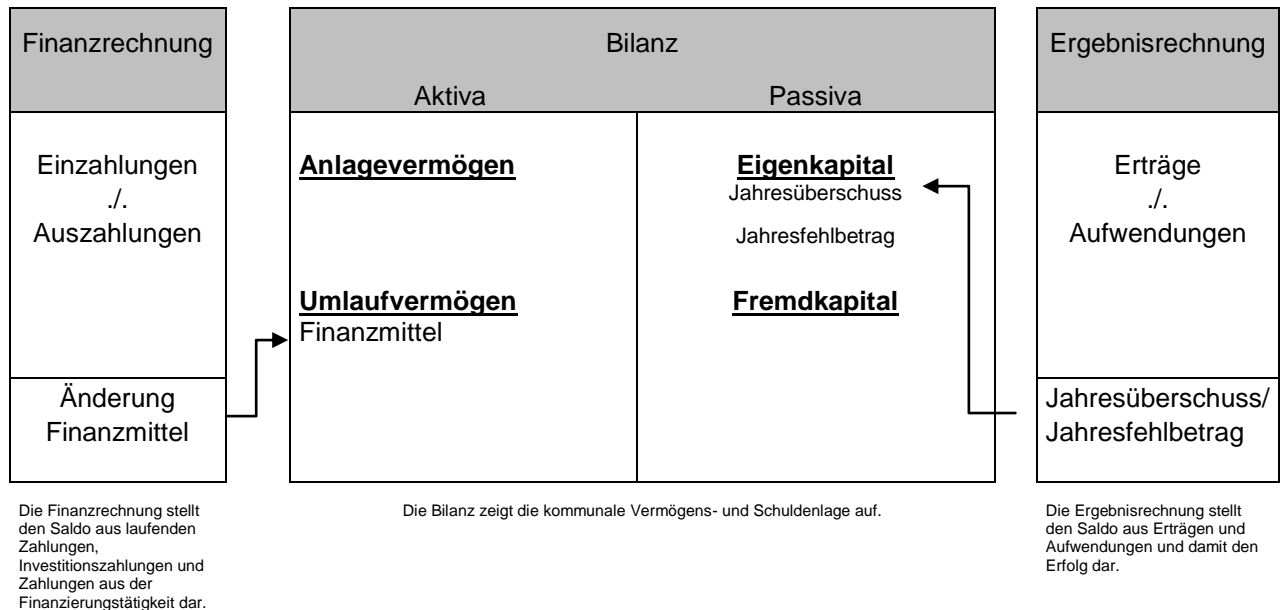 Finanzrechnung
Einzahlungen
./.
Auszahlungen
Änderung
Finanzmittel
Die Finanzrechnung stellt
den Saldo aus laufenden
Zahlungen,
Investitionszahlungen und
Zahlungen aus der
Finanzierungstätigkeit dar.
Bilanz
Aktiva
Passiva
Anlagevermögen
Umlaufvermögen
Finanzmittel
Eigenkapital
Jahresüberschuss
Jahresfehlbetrag
Fremdkapital
Die Bilanz zeigt die kommunale Vermögens- und Schuldenlage auf.
Ergebnisrechnung
Erträge
./.
Aufwendungen
Jahresüberschuss/
Jahresfehlbetrag
Die Ergebnisrechnung stellt
den Saldo aus Erträgen und
Aufwendungen und damit den
Erfolg dar.